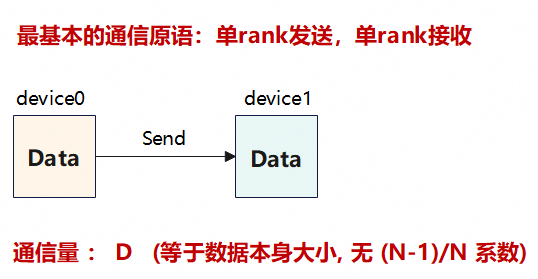 最基本的通信原语：单rank发送，单rank接收
device0
device1
Data
Send
Data
通信量： D （等于数据本身大小, 无 (N-1)/N 系数)